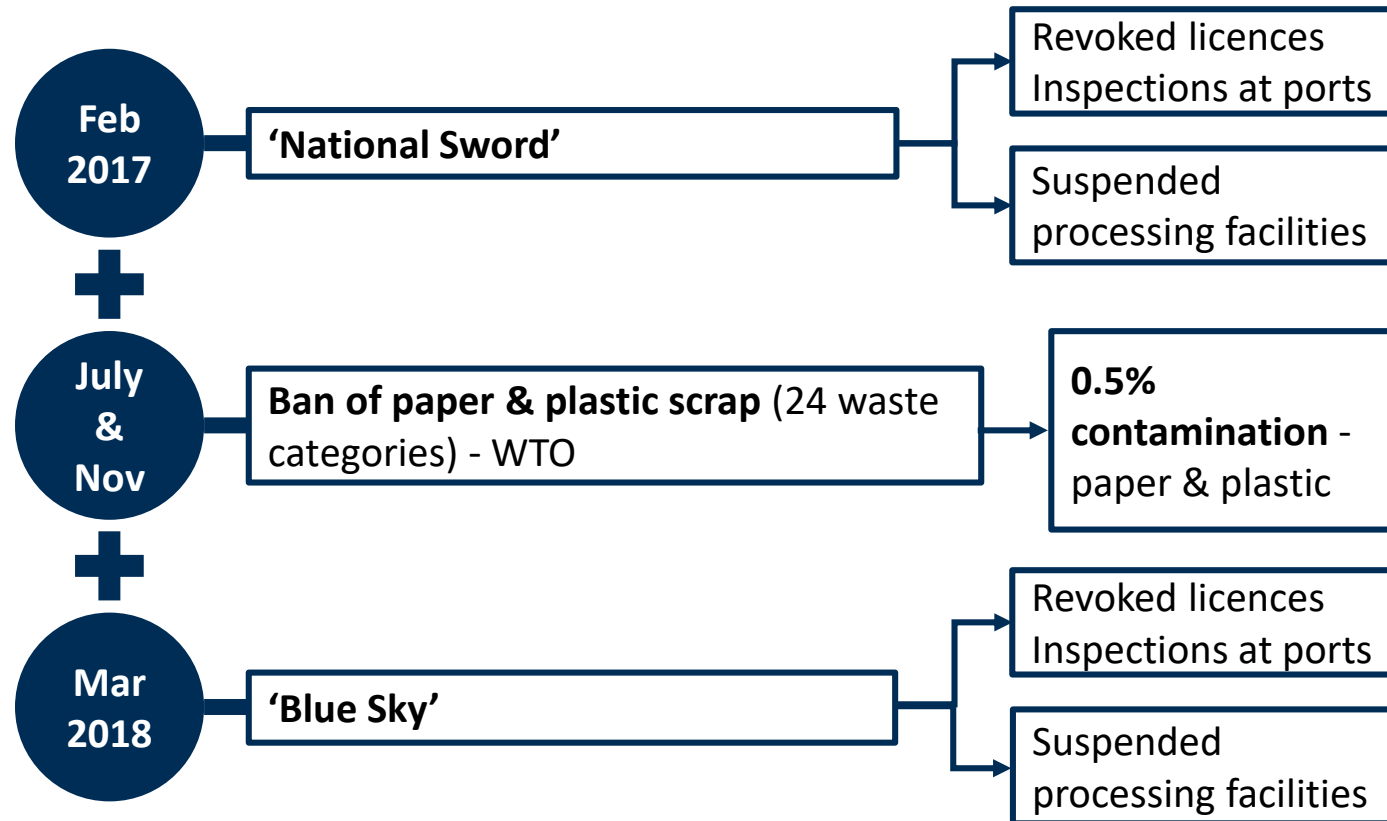 Feb
2017
‘National Sword’
Revoked licences
Inspections at ports
Suspended
processing facilities
July
&
Nov
Ban of paper & plastic scrap (24 waste
categories) - WTO
0.5%
contamination -
paper & plastic
Mar
2018
‘Blue Sky’
Revoked licences
Inspections at ports
Suspended
processing facilities